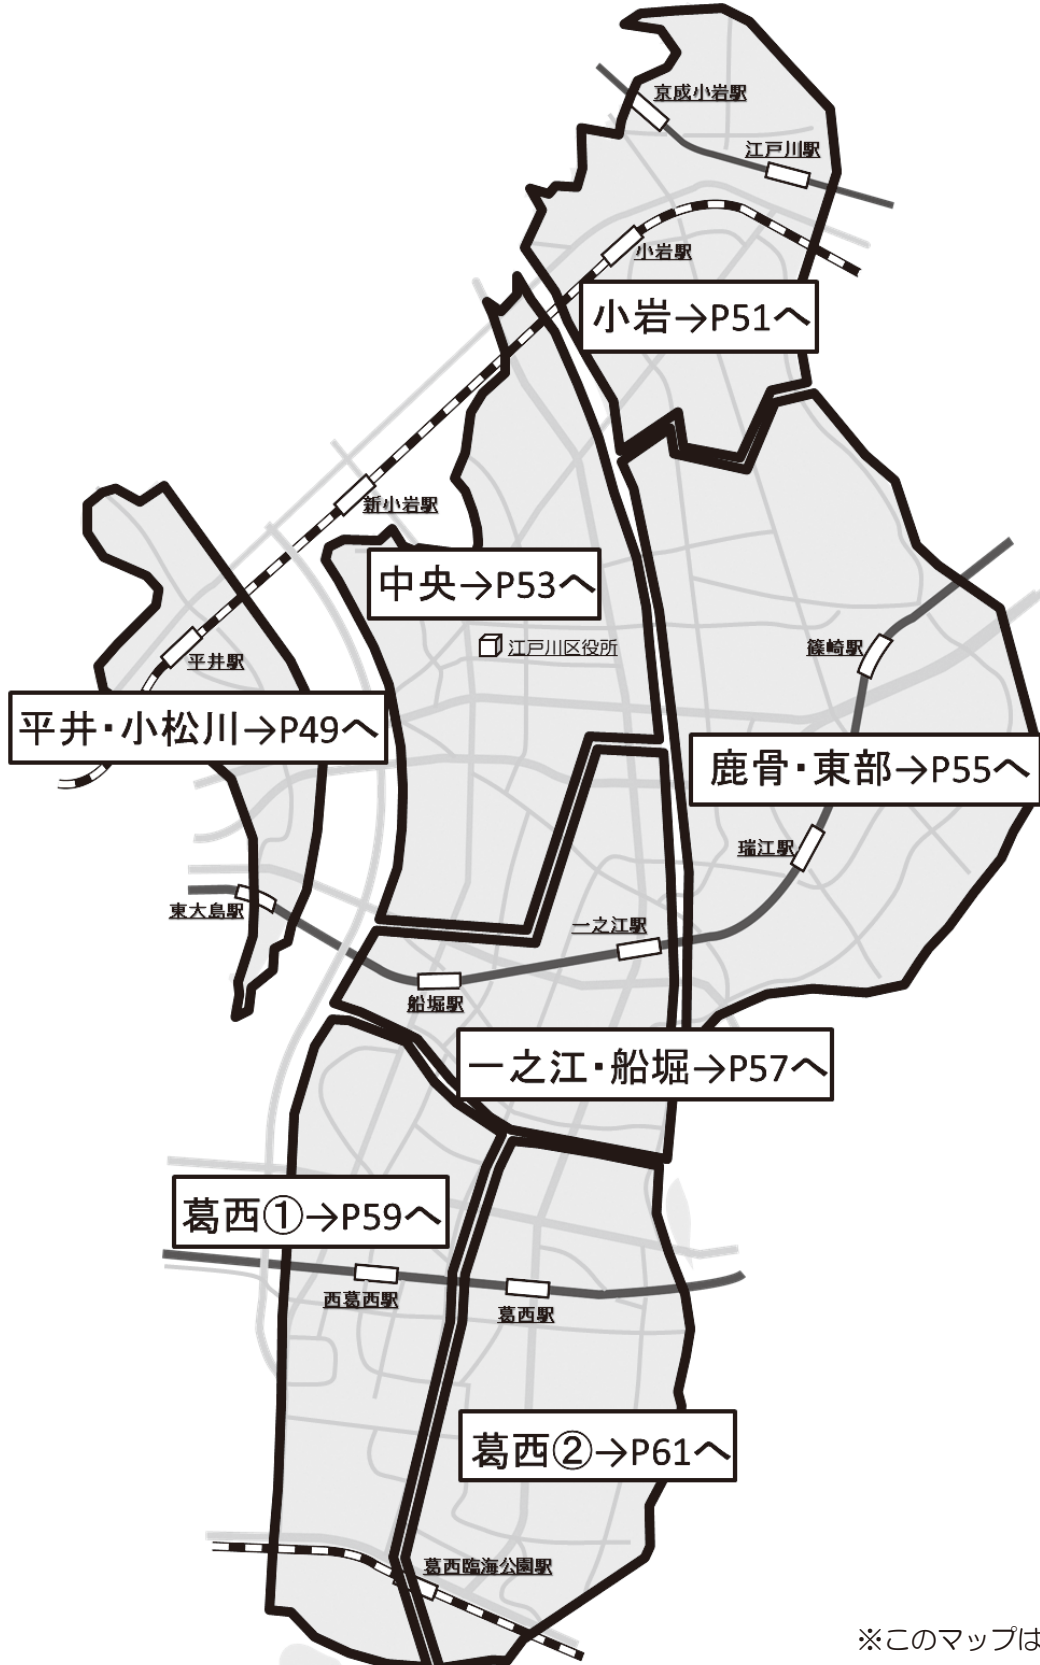 京成小岩駅
江戸川駅
小岩駅
小岩→P51へ
新小岩駅
中央→P53へ
江戸川区役所
篠崎駅
平井駅
平井・小松川→P49へ
鹿骨・東部→P55へ
瑞江駅
東大島駅
一之江駅
船堀駅
一之江・船堀→P57へ
葛西①→P59へ
西葛西駅
葛西駅
葛西②→P61へ
葛西臨海公園駅
※このマップは